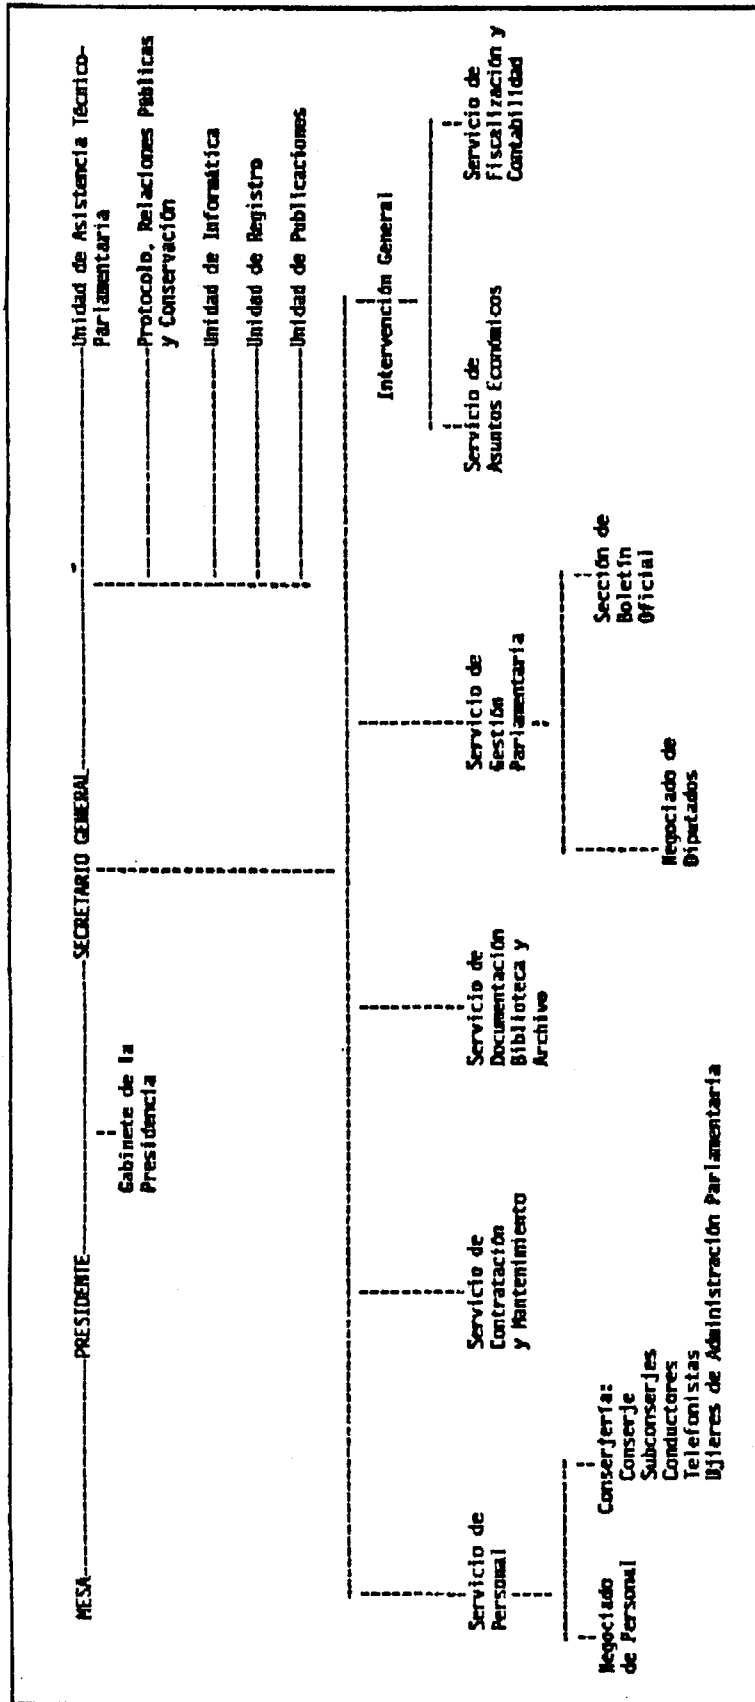 MESA PRESIDENTE SECRETARIO GENERAL Unidad de Asistencia Técnico-
Parlamentaria
Gabinete de la
Presidencia
Protocolo, Relaciones Públicas
y Conservación
Unidad de Informática
Unidad de Registro
Unidad de Publicaciones
Intervención General
Servicio de
Personal
Servicio de
Contratación
y Mantenimiento
Servicio de
Documentación
Biblioteca y
Archivo
Servicio de
Gestión
Parlamentaria
Servicio de
Asuntos Económicos
Servicio de
Fiscalización y
Contabilidad
Negociado
de Personal
Conserjería:
Conserje
Subconserjes
Conductores
Telefonistas
Ujieres de Administración Parlamentaria
Negociado de
Diputados
Sección de
Boletín
Oficial